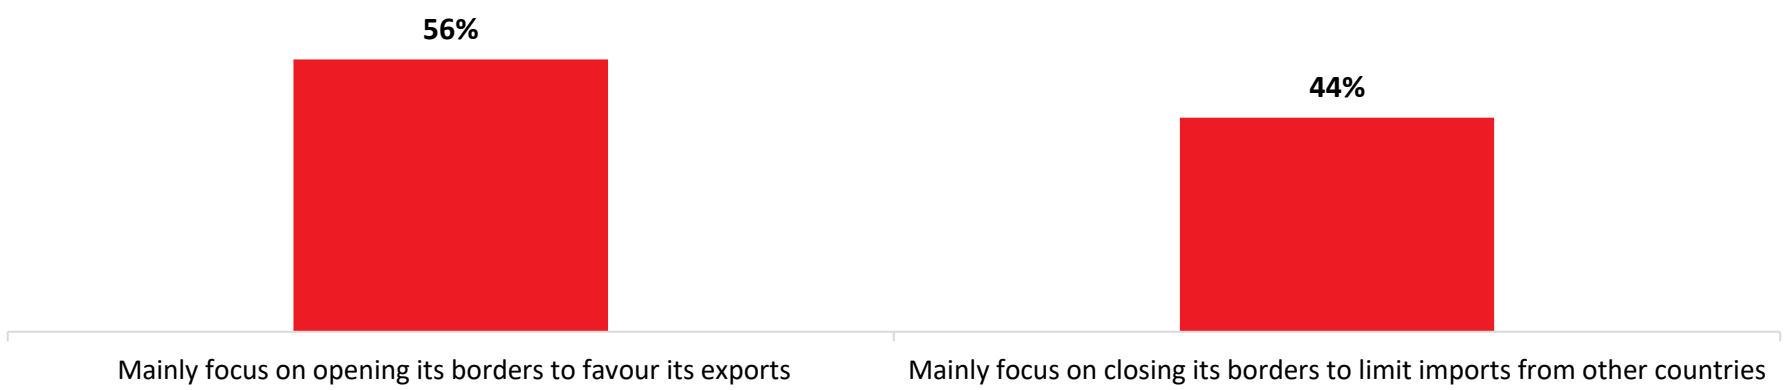 56%
44%
Mainly focus on opening its borders to favour its exports
Mainly focus on closing its borders to limit imports from other countries